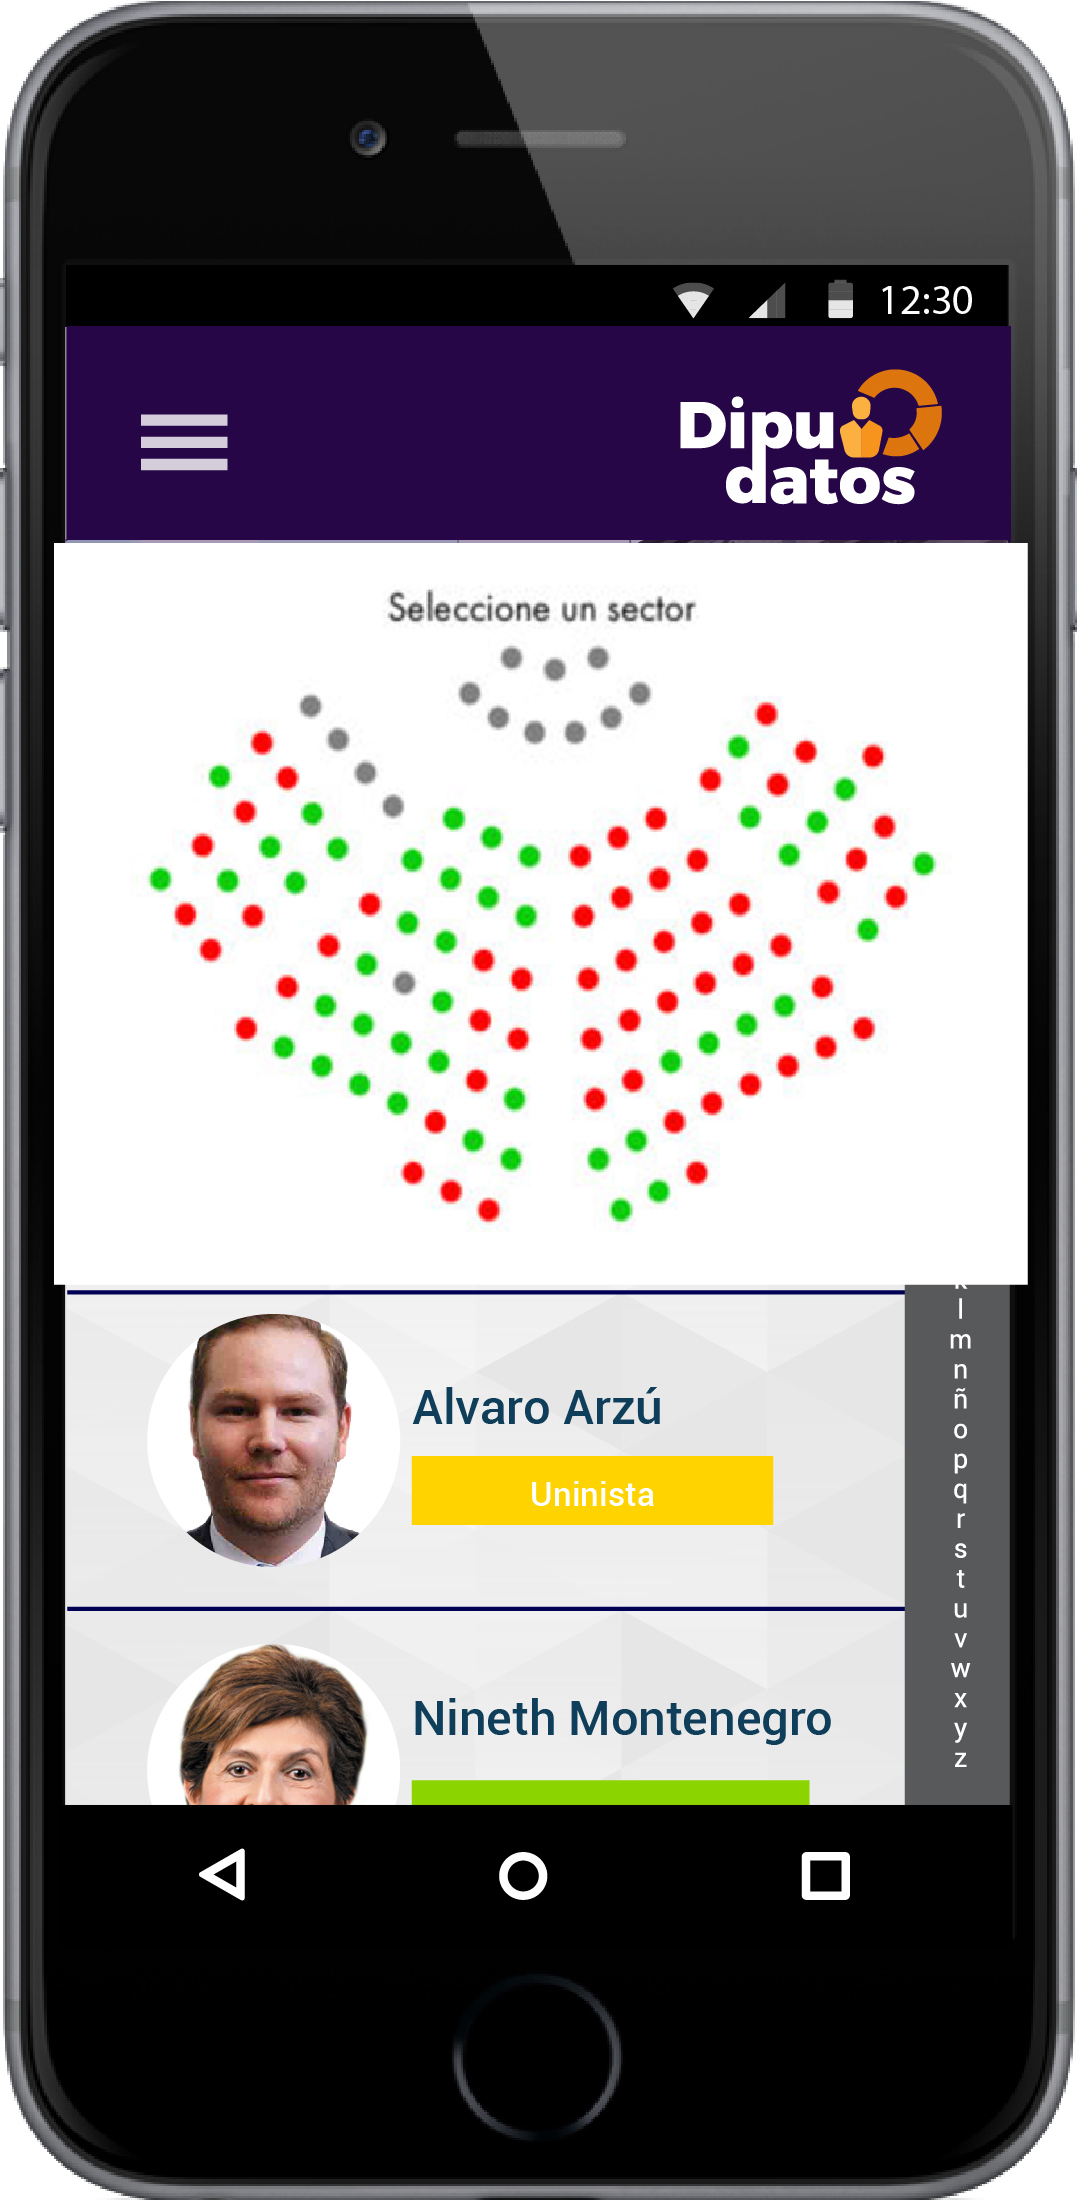 12:30
Dipu
datos
Seleccione un sector
l
m
n
ñ
o
p
q
r
s
t
u
v
w
x
y
z
Alvaro Arzú
Uninista
Nineth Montenegro